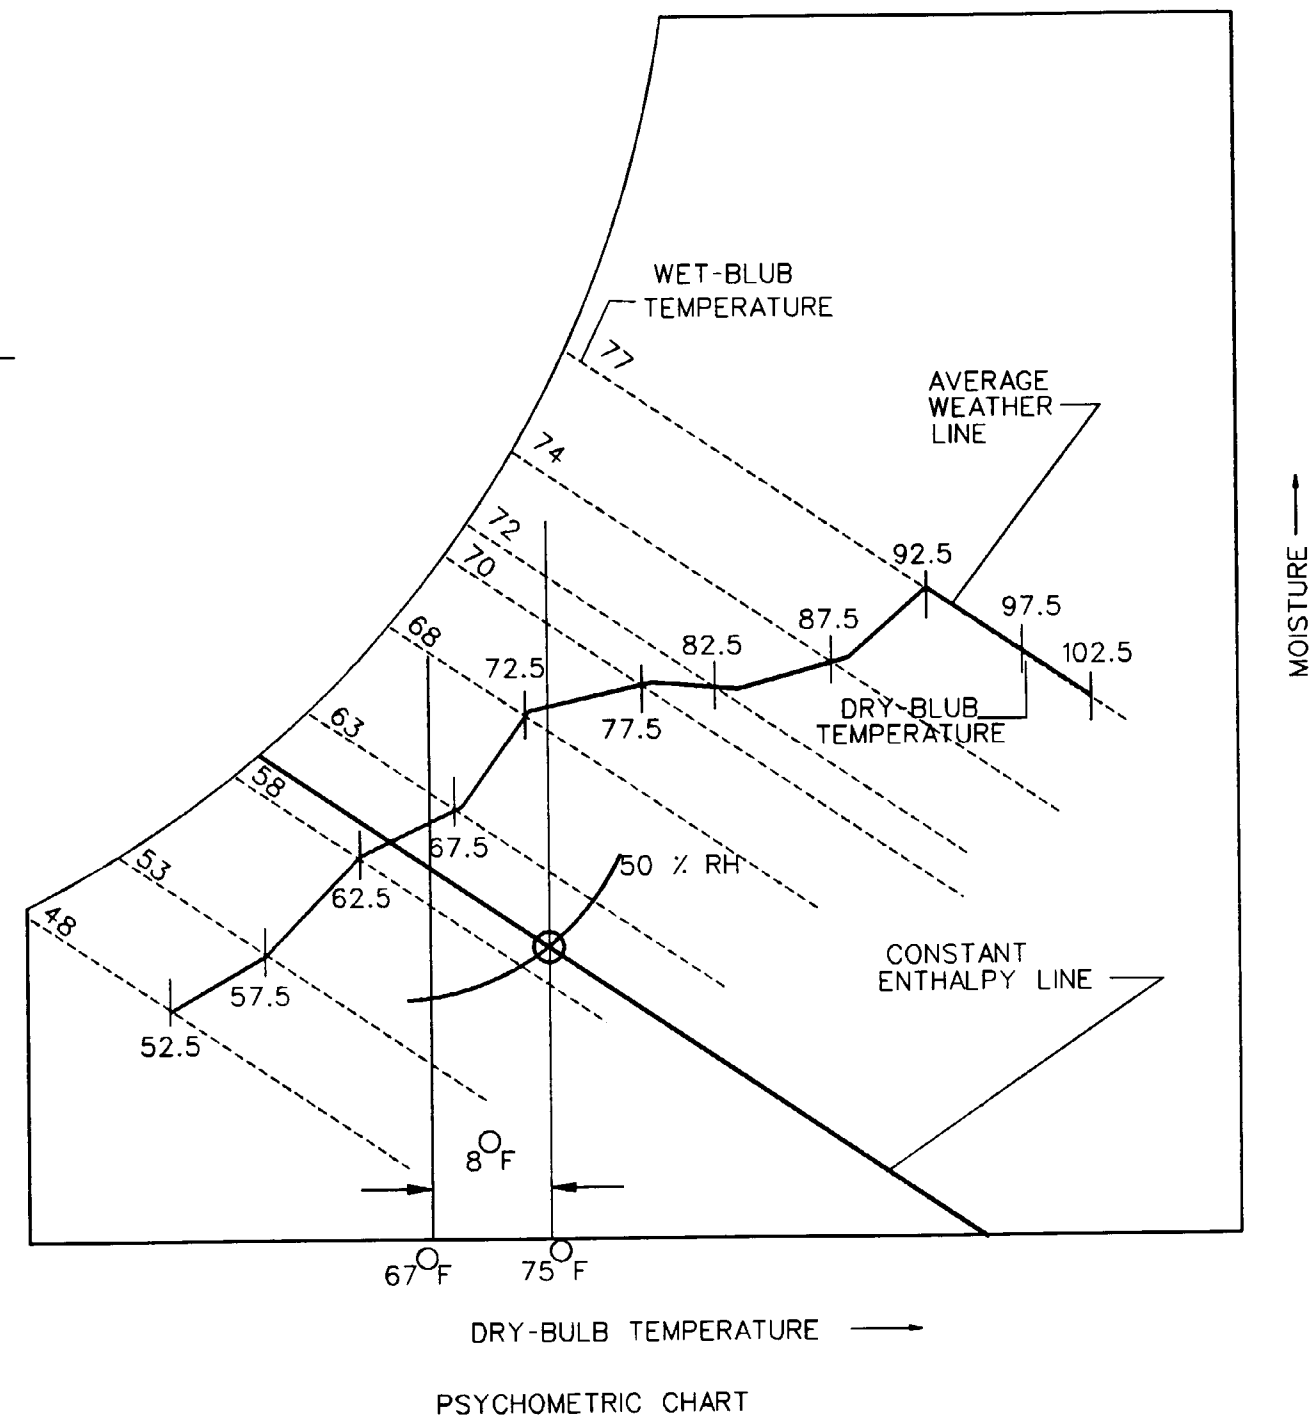 WET-BLUB
TEMPERATURE
77
AVERAGE
WEATHER
LINE
74
72
70
92.5
97.5
87.5
82.5
102.5
68
72.5
77.5
DRY-BLUB
TEMPERATURE
MOISTURE
63
58
67.5
62.5
50 % RH
53
48
57.5
52.5
CONSTANT
ENTHALPY LINE
8°F
67°F
75°F
DRY-BULB TEMPERATURE
PSYCHOMETRIC CHART